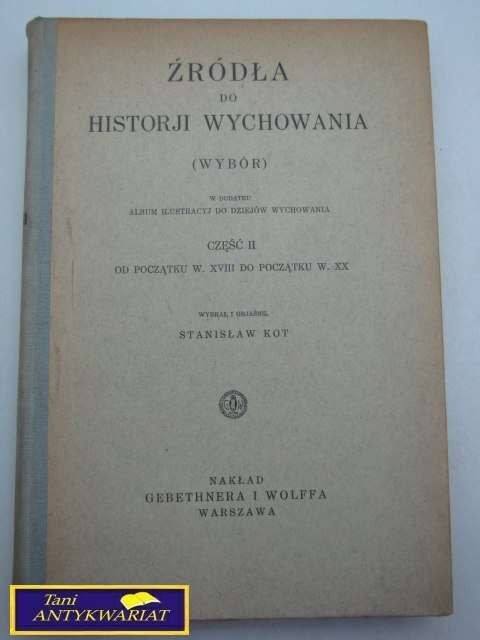 ŹRÓDŁA
DO
HISTORJI WYCHOWANIA
(WYBÓR)
W DODATKU
ALBUM ILUSTRACYJ DO DZIEJÓW WYCHOWANIA
CZĘŚĆ II
OD POCZĄTKU W. XVIII DO POCZĄTKU W. XX
WYBRAŁ I OBJAŚNIŁ
STANISŁAW KOT
NAKŁAD
GEBETHNERA I WOLFFA
WARSZAWA
Tani
ANTYKWARIAT